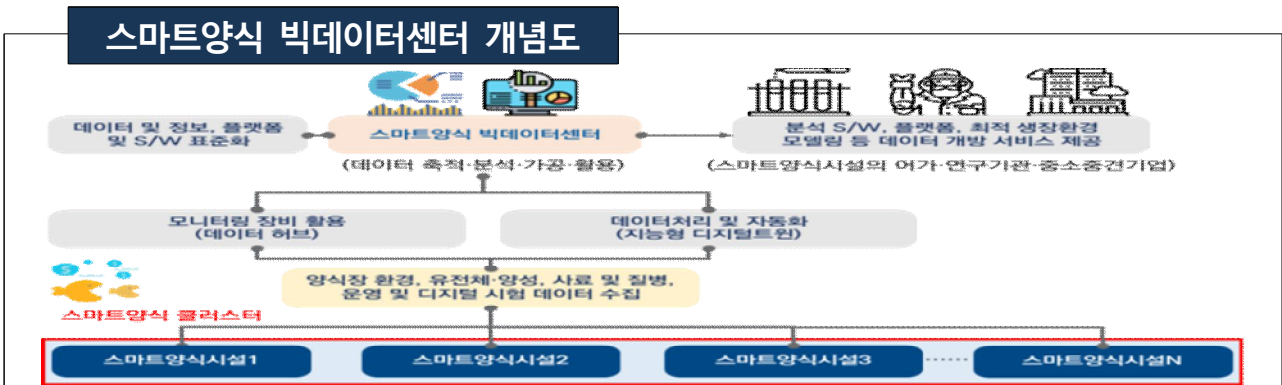 스마트양식 빅데이터센터 개념도
데이터 및 정보, 플랫폼
및 S/W 표준화
스마트양식 빅데이터센터
(데이터 축적·분석·가공·활용)
분석 S/W, 플랫폼, 최적 생장환경
모델링 등 데이터 개방 서비스 제공
(스마트양식시설의 어가·연구기관·중소중견기업)
모니터링 장비 활용
(데이터 허브)
데이터처리 및 자동화
(지능형 디지털트윈)
양식장 환경, 유전체·양성, 사료 및 질병,
운영 및 디지털 시험 데이터 수집
스마트양식 클러스터
스마트양식시설1
스마트양식시설2
스마트양식시설3
스마트양식시설N